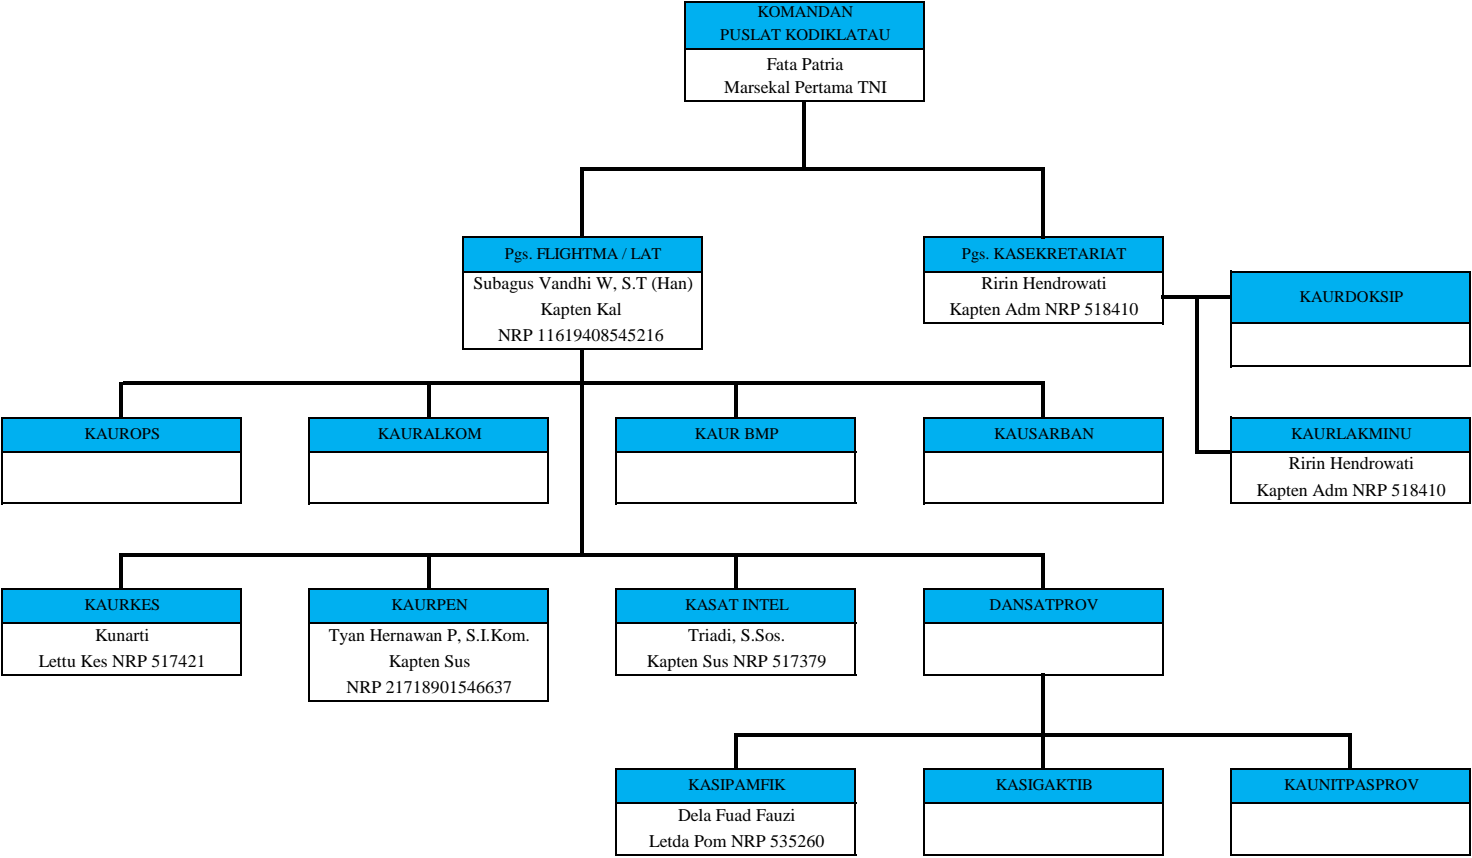 KOMANDAN
PUSLAT KODIKLATAU
Fata Patria
Marsekal Pertama TNI
Pgs. FLIGHTMA / LAT
Subagus Vandhi W, S.T (Han)
Kapten Kal
NRP 11619408545216
Pgs. KASEKRETARIAT
Ririn Hendrowati
Kapten Adm NRP 518410
KAURDOKSIP
KAUROPS
KAURALKOM
KAUR BMP
KAUSARBAN
KAURLAKMINU
Ririn Hendrowati
Kapten Adm NRP 518410
KAURKES
Kunarti
Lettu Kes NRP 517421
KAURPEN
Tyan Hernawan P, S.I.Kom.
Kapten Sus
NRP 21718901546637
KASAT INTEL
Triadi, S.Sos.
Kapten Sus NRP 517379
DANSATPROV
KASIPAMFIK
Dela Fuad Fauzi
Letda Pom NRP 535260
KASIGAKTIB
KAUNITPASPROV